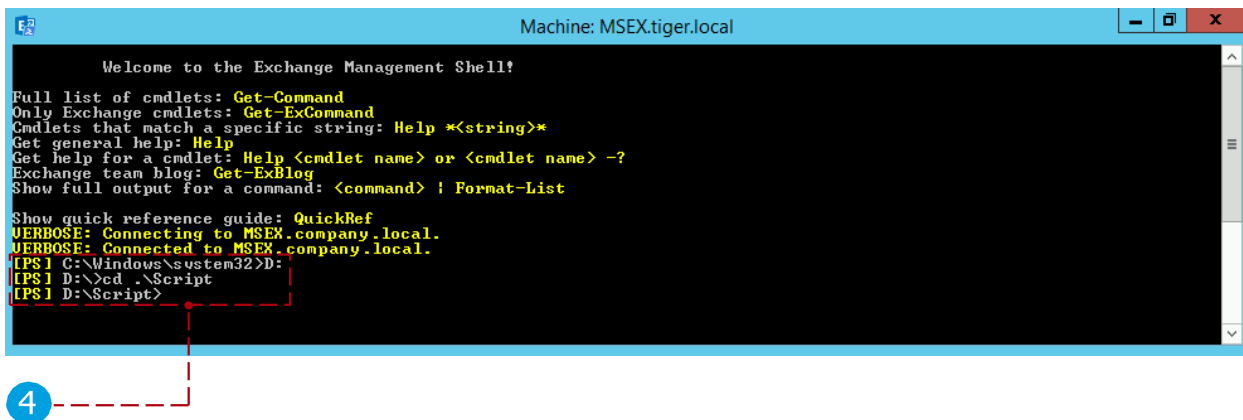 Machine: MSEX.tiger.local
Welcome to the Exchange Management Shell!
Full list of cmdlets: Get-Command
Only Exchange cmdlets: Get-ExCommand
Cmdlets that match a specific string: Help *<string>*
Get general help: Help
Get help for a cmdlet: Help <cmdlet name> or <cmdlet name> -?
Exchange team blog: Get-ExBlog
Show full output for a command: <command> | Format-List
Show quick reference guide: QuickRef
VERBOSE: Connecting to MSEX.company.local.
VERBOSE: Connected to MSEX.company.local.
[PS] C:\Windows\system32>D:
[PS] D:\>cd .\Script
[PS] D:\Script>
4